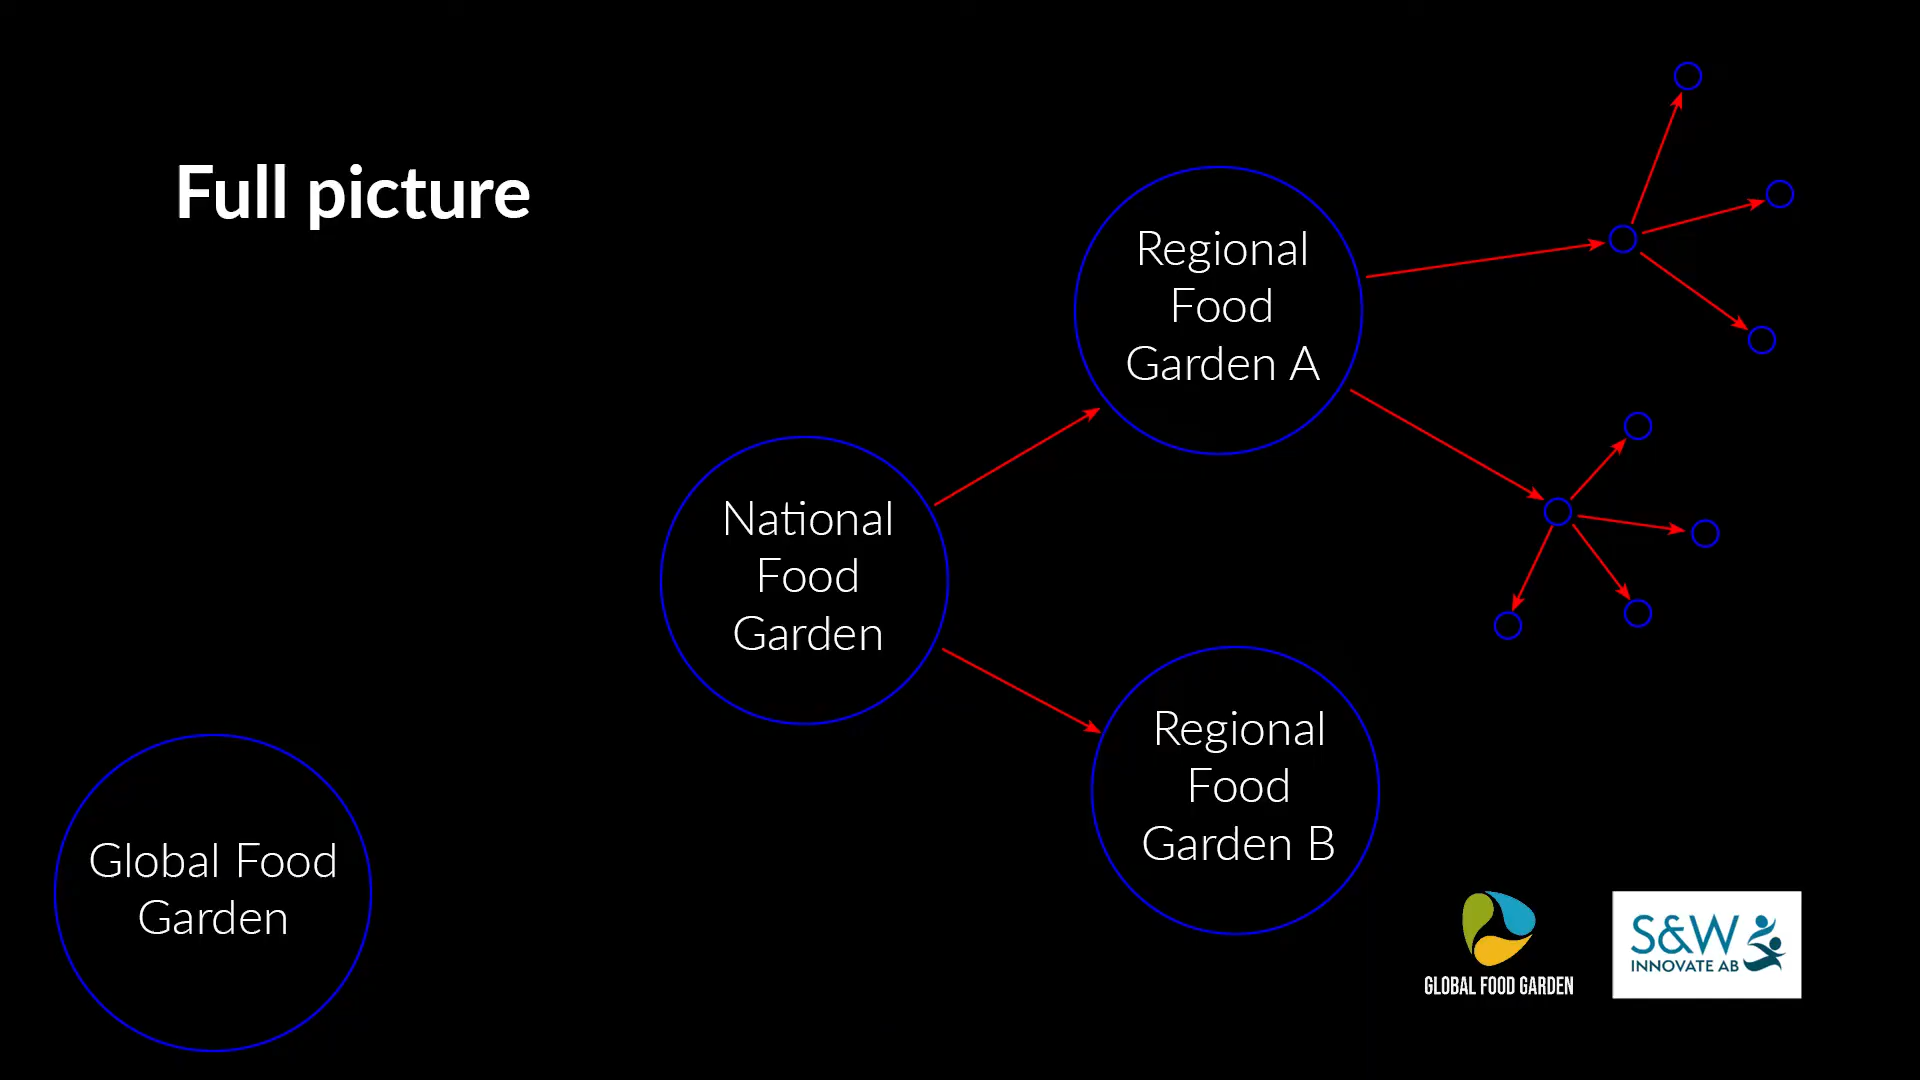 Full picture
Regional
Food
Garden A
National
Food
Garden
Regional
Food
Garden B
Global Food
Garden
GLOBAL FOOD GARDEN
S&W
INNOVATE AB